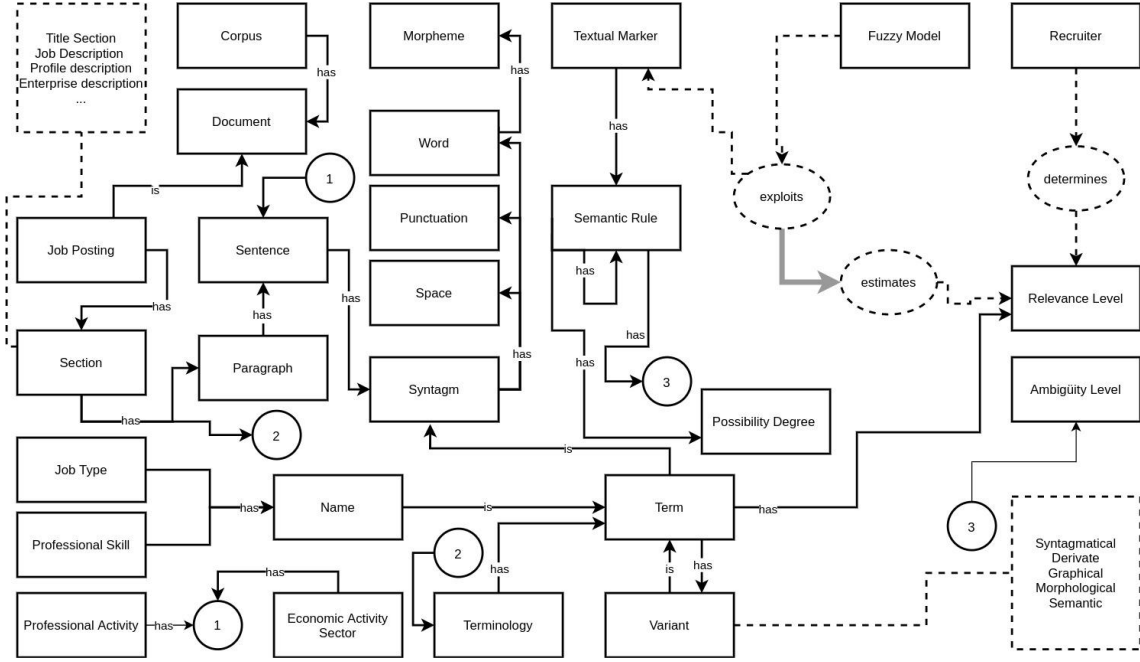 Title Section
Job Description
Profile description
Enterprise description
...
Corpus
Morpheme
Textual Marker
Fuzzy Model
Recruiter
has
has
Document
Word
has
exploits
determines
is
1
Job Posting
Sentence
Punctuation
Semantic Rule
has
has
has
Space
estimates
Relevance Level
has
has
has
has
Section
Paragraph
Syntagm
3
Ambigüity Level
has
2
Possibility Degree
is
Job Type
has
Name
is
Term
has
3
Professional Skill
2
has
is
has
Syntagmatical
Derivate
Graphical
Morphological
Semantic
has
Professional Activity
has
1
Economic Activity
Sector
Terminology
Variant